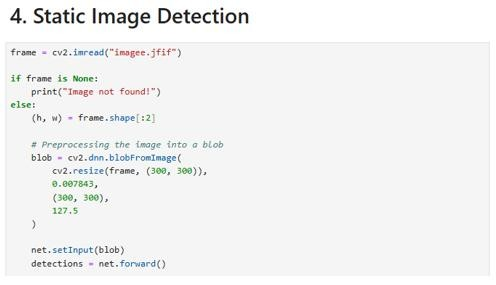 4. Static Image Detection
frame = cv2.imread("imagee.jfif")
if frame is None:
    print("Image not found!")
else:
    (h, w) = frame.shape[:2]
    # Preprocessing the image into a blob
    blob = cv2.dnn.blobFromImage(
        cv2.resize(frame, (300, 300)),
        0.007843,
        (300, 300),
        127.5
    )
    net.setInput(blob)
    detections = net.forward()